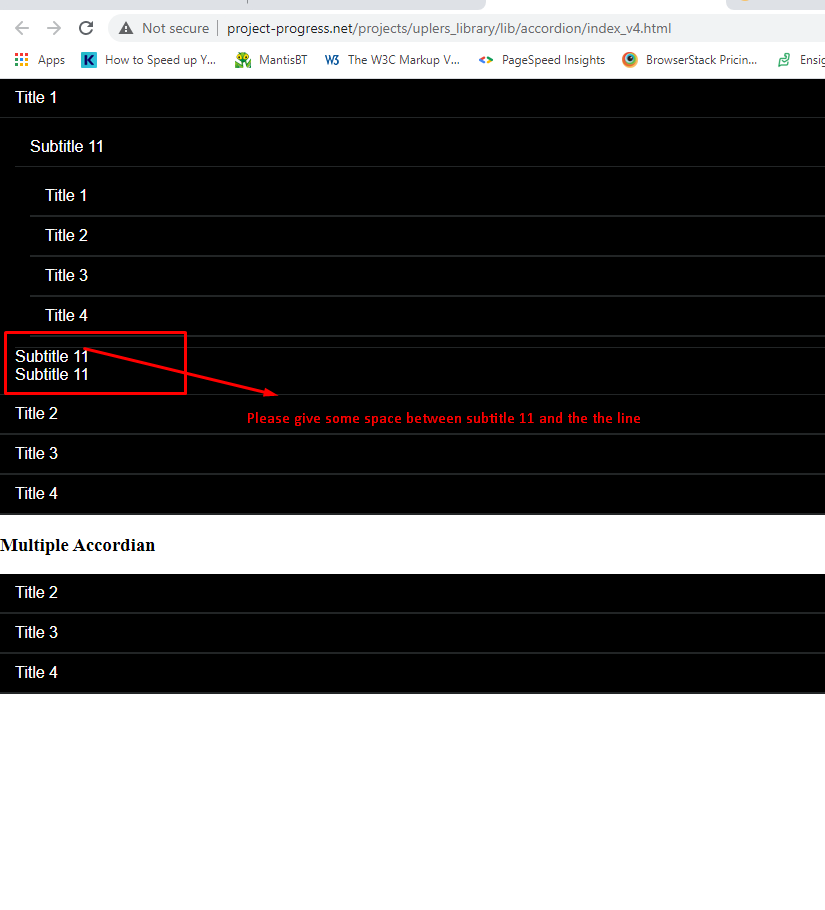 Not secure project-progress.net/projects/uplers_library/lib/accordion/index_v4.html
Apps K How to Speed up Y... MantisBT W3 The W3C Markup V... PageSpeed Insights BrowserStack Pricin... Ensig
Title 1
Subtitle 11
Title 1
Title 2
Title 3
Title 4
Subtitle 11
Subtitle 11
Title 2
Please give some space between subtitle 11 and the the line
Title 3
Title 4
Multiple Accordian
Title 2
Title 3
Title 4